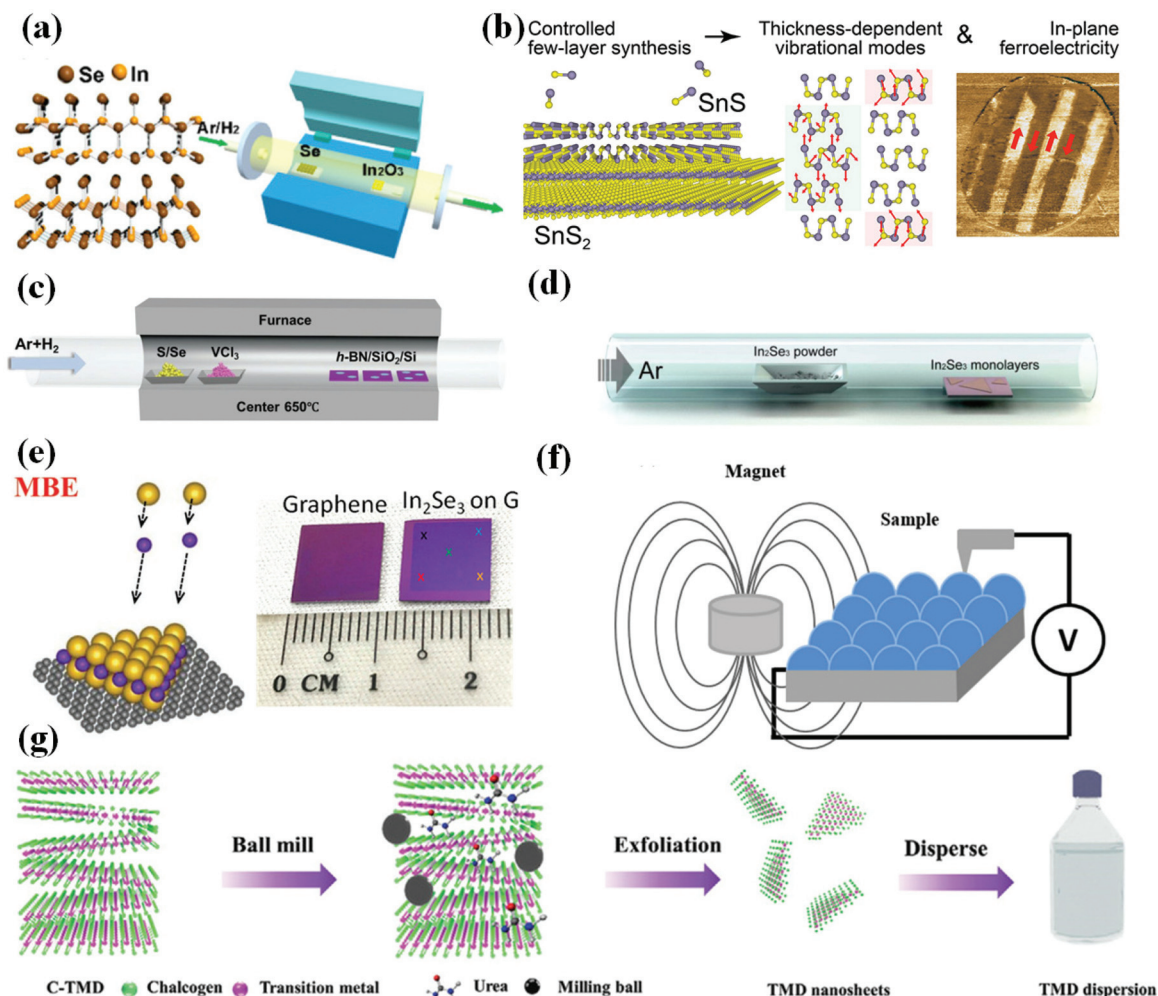 (a)
Se In
Ar/H₂
Se
In₂O₃
(b)
Controlled
few-layer synthesis
Thickness-dependent
vibrational modes
&
In-plane
ferroelectricity
SnS
SnS₂
(c)
Furnace
Ar+H₂
S/Se
VCl₃
h-BN/SiO₂/Si
Center 650℃
(d)
Ar
In₂Se₃ powder
In₂Se₃ monolayers
(e)
MBE
Graphene
In₂Se₃ on G
x x
x
x x
0 CM 1 2
(f)
Magnet
Sample
V
(g)
Ball mill
Exfoliation
Disperse
C-TMD Chalcogen Transition metal Urea Milling ball TMD nanosheets TMD dispersion